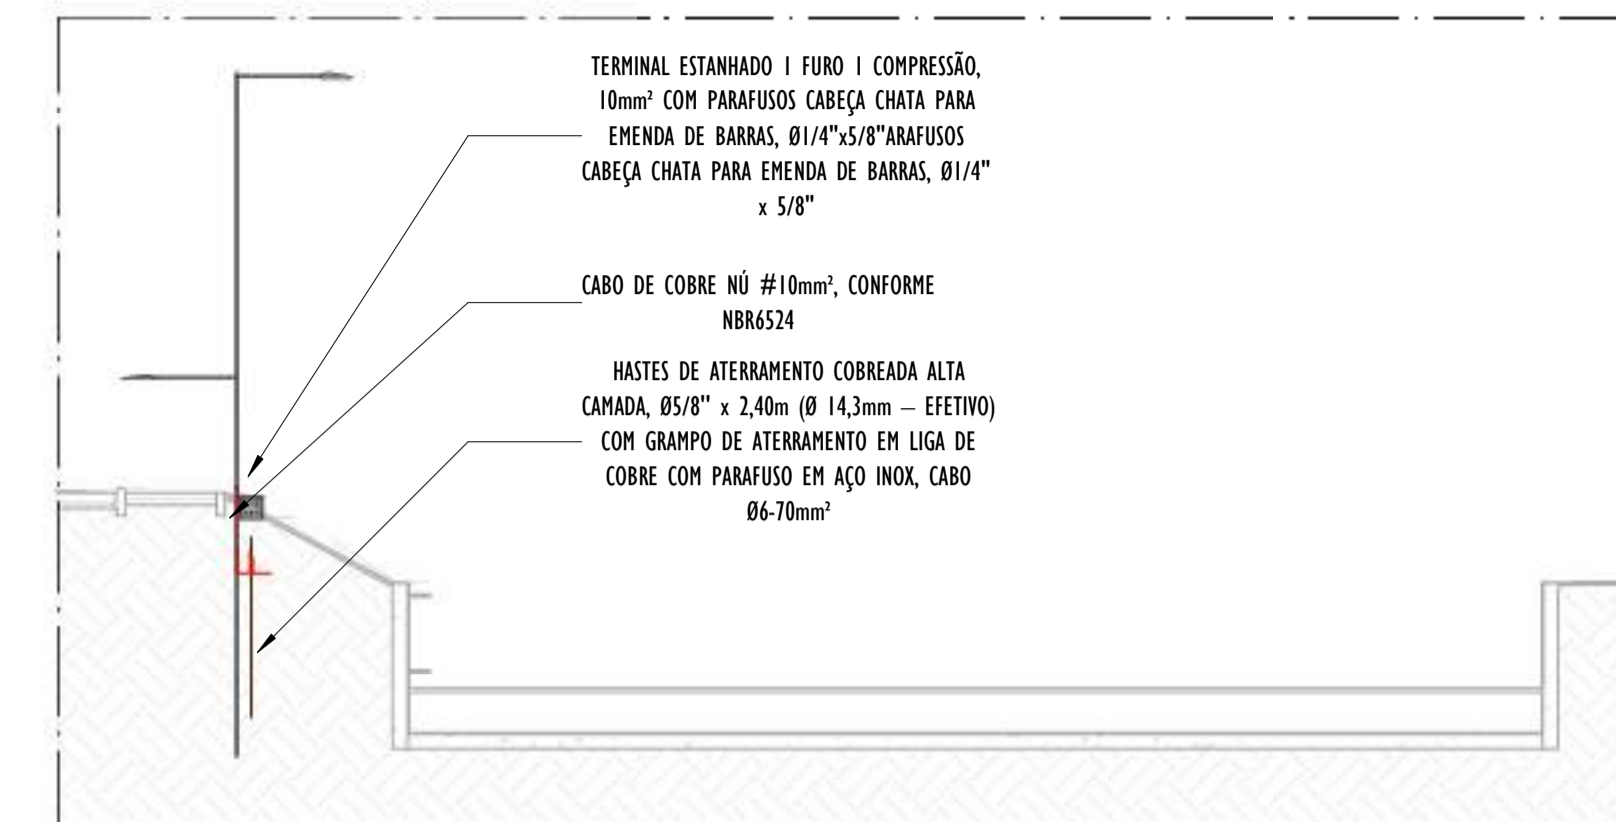 TERMINAL ESTANHADO 1 FURO 1 COMPRESSÃO,
10mm² COM PARAFUSOS CABEÇA CHATA PARA
EMENDA DE BARRAS, Ø1/4"x5/8"ARAFUSOS
CABEÇA CHATA PARA EMENDA DE BARRAS, Ø1/4"
x 5/8"
CABO DE COBRE NÚ #10mm², CONFORME
NBR6524
HASTES DE ATERRAMENTO COBREADA ALTA
CAMADA, Ø5/8" x 2,40m (Ø 14,3mm – EFETIVO)
COM GRAMPO DE ATERRAMENTO EM LIGA DE
COBRE COM PARAFUSO EM AÇO INOX, CABO
Ø6-70mm²